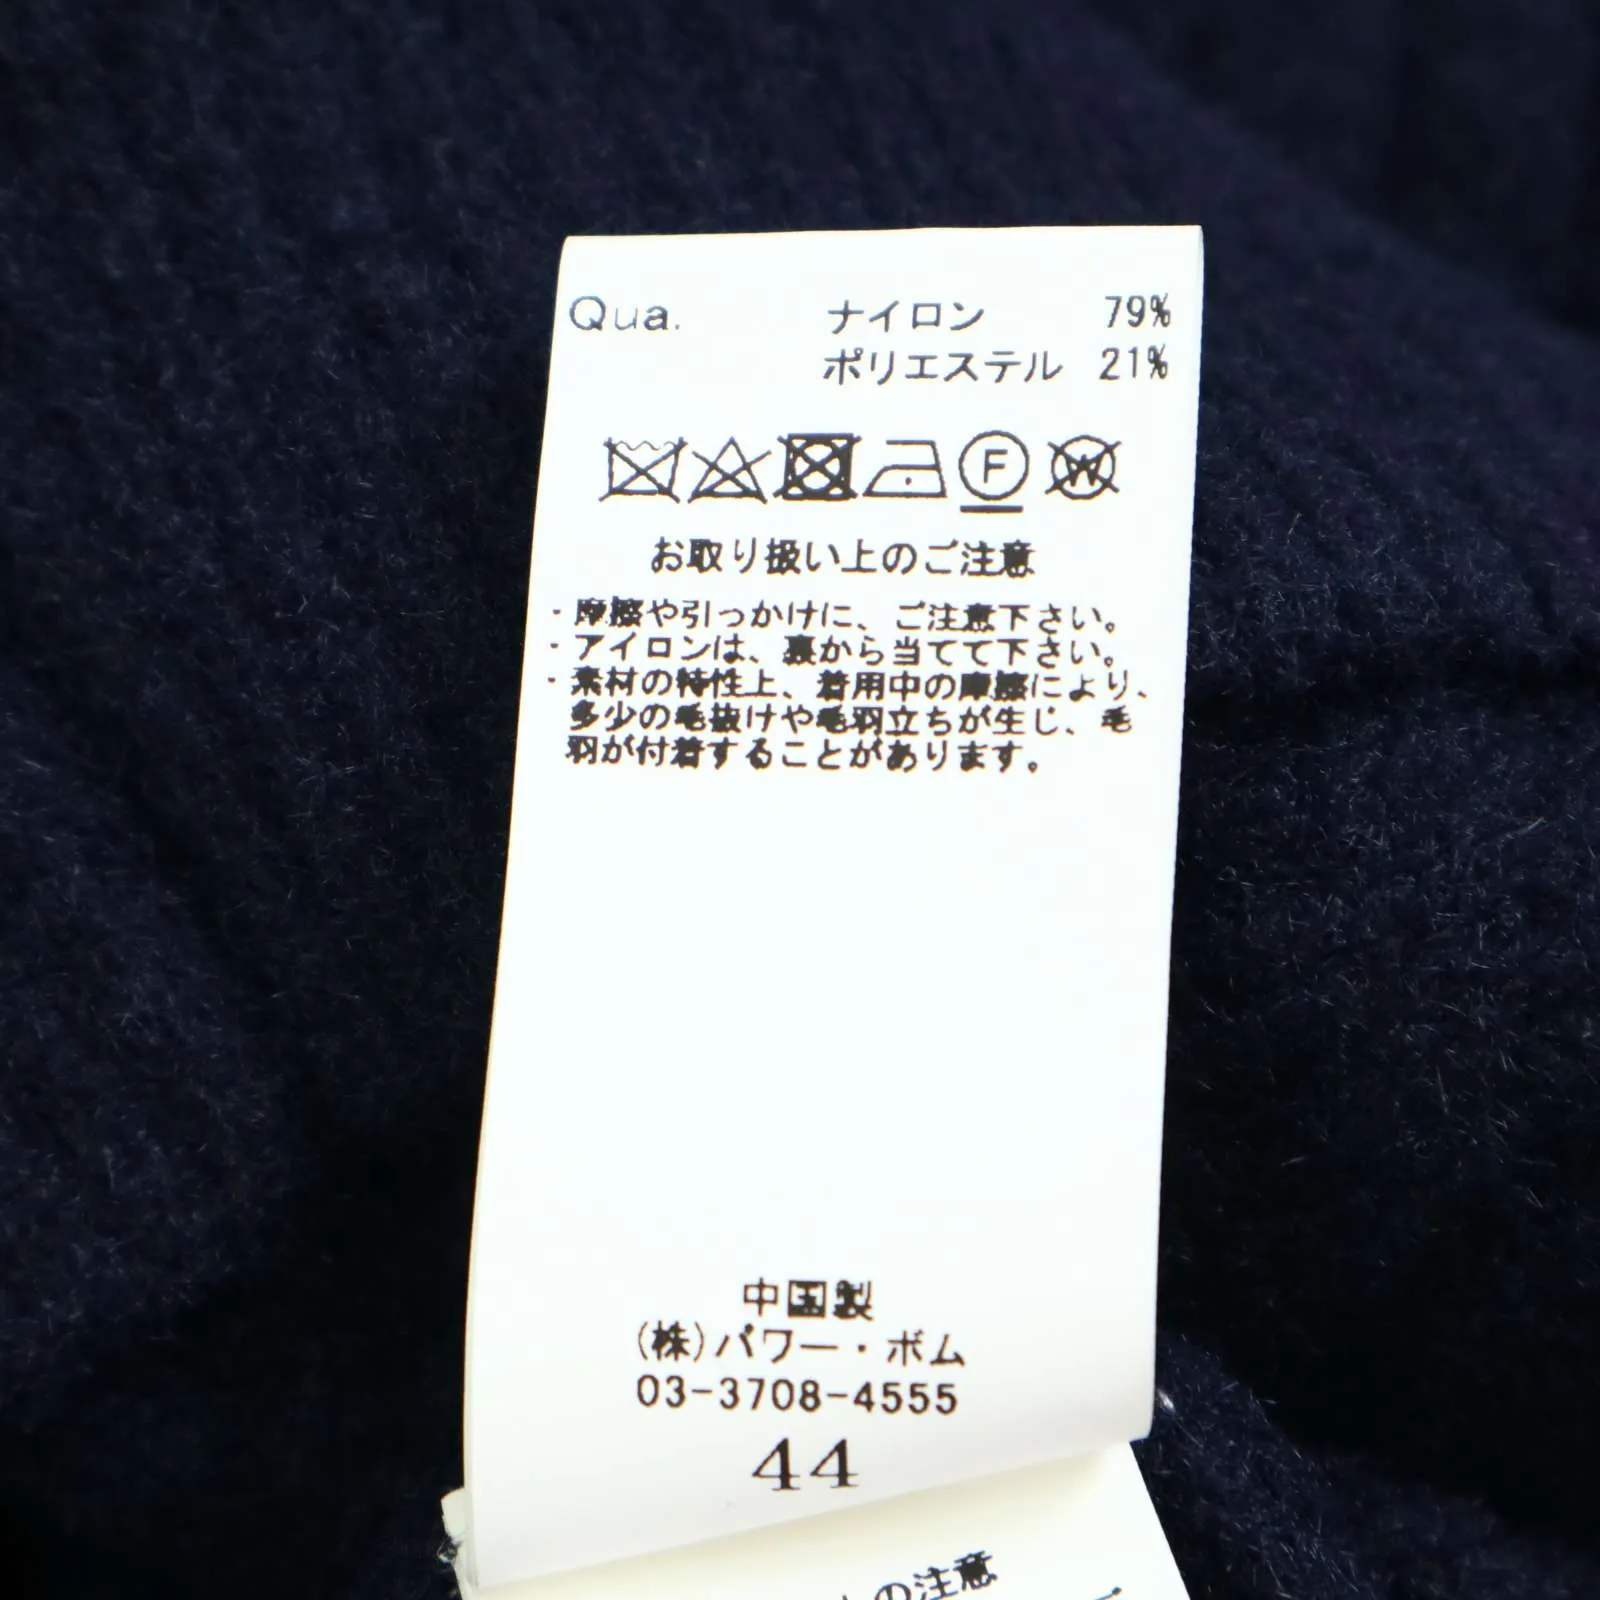 Qua. ナイロン 79%
ポリエステル 21%
F W
お取り扱い上のご注意
・摩擦や引っかけに、ご注意下さい。
・アイロンは、裏から当てて下さい。
・素材の特性上、着用中の摩擦により、
多少の毛抜けや毛羽立ちが生じ、毛
羽が付着することがあります。
中国製
(株)パワー・ボム
03-3708-4555
44
の注意